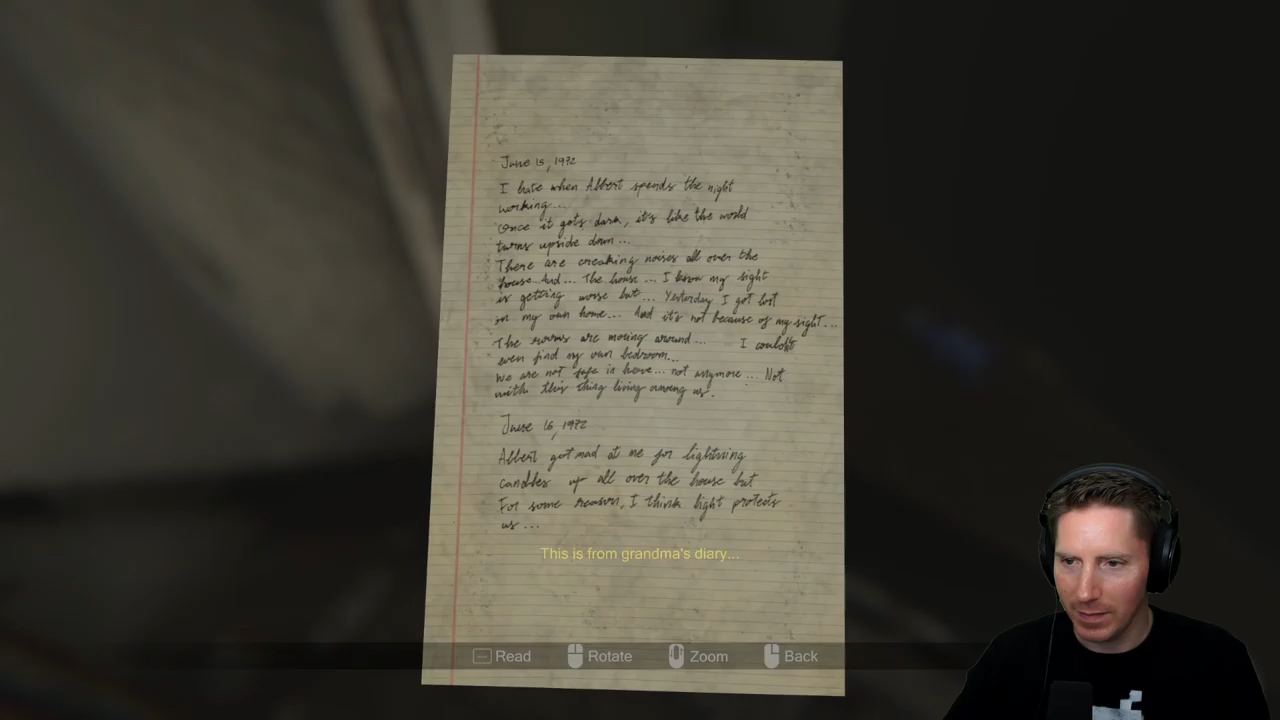 June 15, 1972
I hate when Albert spends the night
working...
Once it gets dark, it's like the world
turns upside down...
There are creaking noises all over the
house. And... The house... I know my sight
is getting worse but... Yesterday I got lost
in my own home... And it's not because of my sight...
The rooms are moving around... I couldn't
even find my own bedroom...
We are not safe in here... not anymore... Not
with this thing living among us.
June 16, 1972
Albert got mad at me for lightning
candles up all over the house but
For some reason, I think light protects
us...
This is from grandma's diary...
Read Rotate Zoom Back